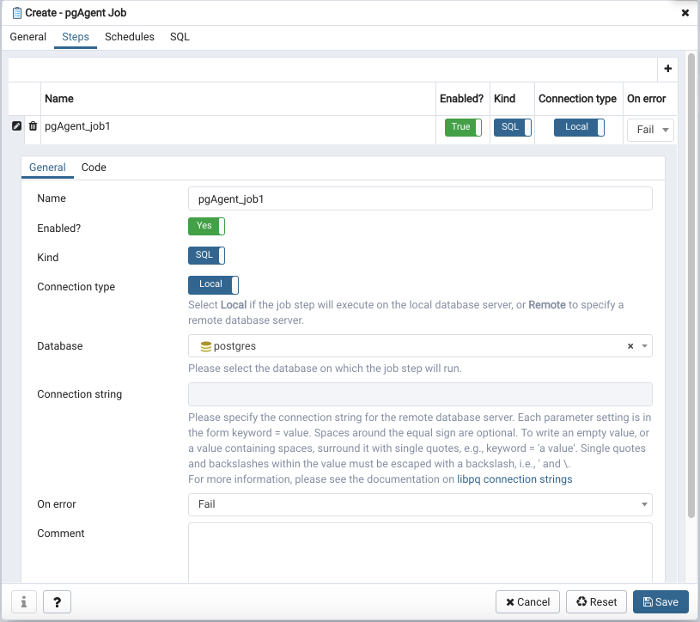 Create - pgAgent Job
General Steps Schedules SQL
Name Enabled? Kind Connection type On error
pgAgent_job1 True SQL Local Fail
General Code
Name pgAgent_job1
Enabled? Yes
Kind SQL
Connection type Local
Select Local if the job step will execute on the local database server, or Remote to specify a
remote database server.
Database postgres
Please select the database on which the job step will run.
Connection string
Please specify the connection string for the remote database server. Each parameter setting is in
the form keyword = value. Spaces around the equal sign are optional. To write an empty value, or
a value containing spaces, surround it with single quotes, e.g., keyword = 'a value'. Single quotes
and backslashes within the value must be escaped with a backslash, i.e., ' and \.
For more information, please see the documentation on libpq connection strings
On error Fail
Comment
i ? Cancel Reset Save